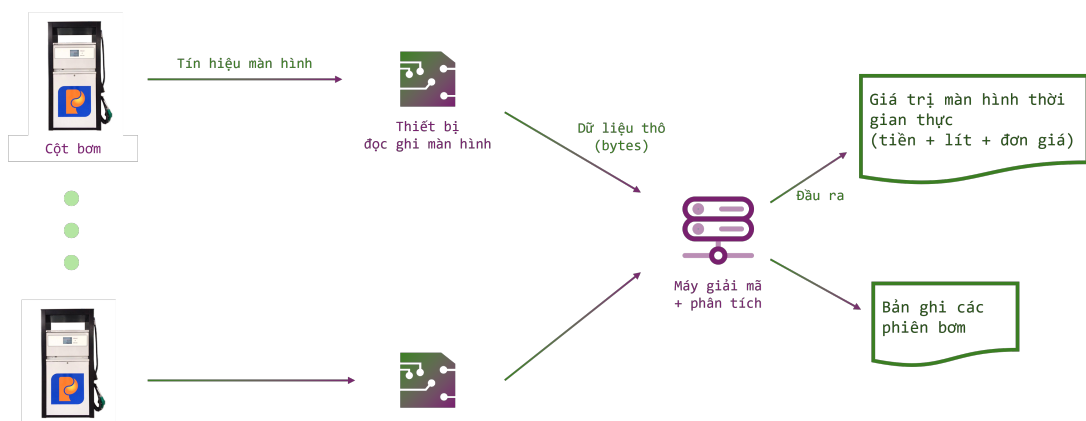 Tín hiệu màn hình
Cột bơm
Thiết bị
đọc ghi màn hình
Dữ liệu thô
(bytes)
Giá trị màn hình thời
gian thực
(tiền + lít + đơn giá)
Đầu ra
Máy giải mã
+ phân tích
Bản ghi các
phiên bơm